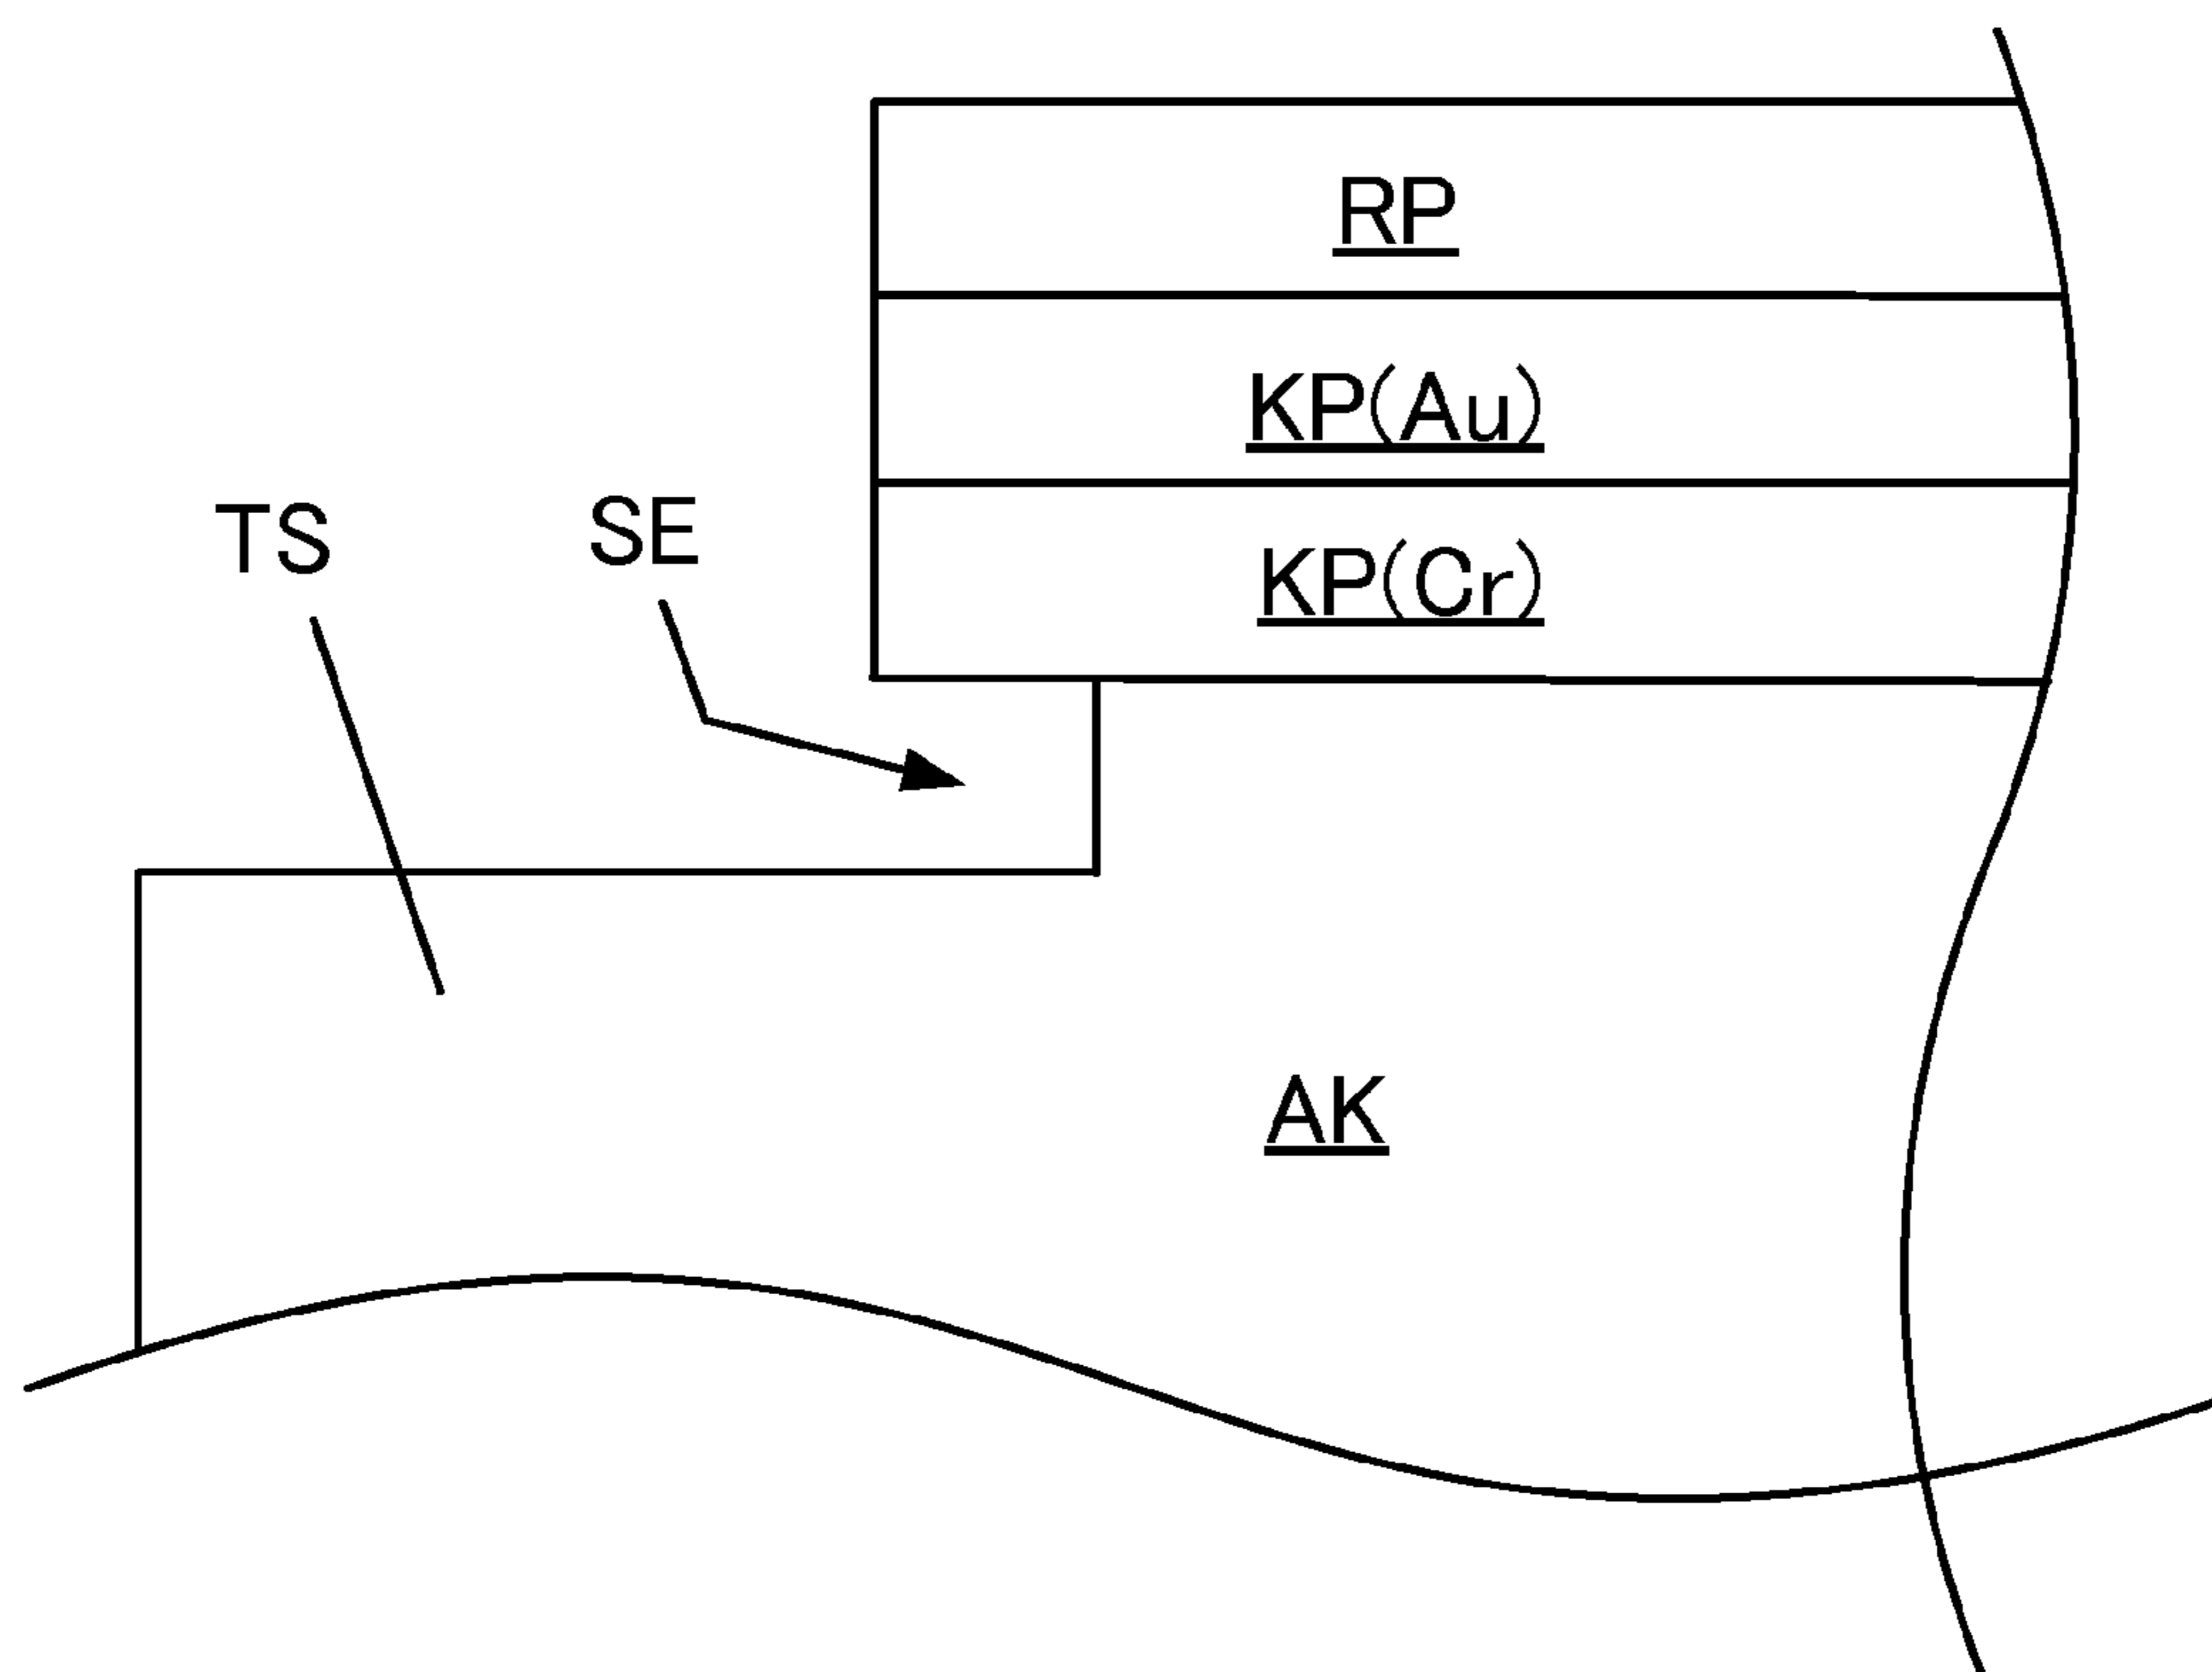 RP
KP(Au)
TS
SE
KP(Cr)
AK